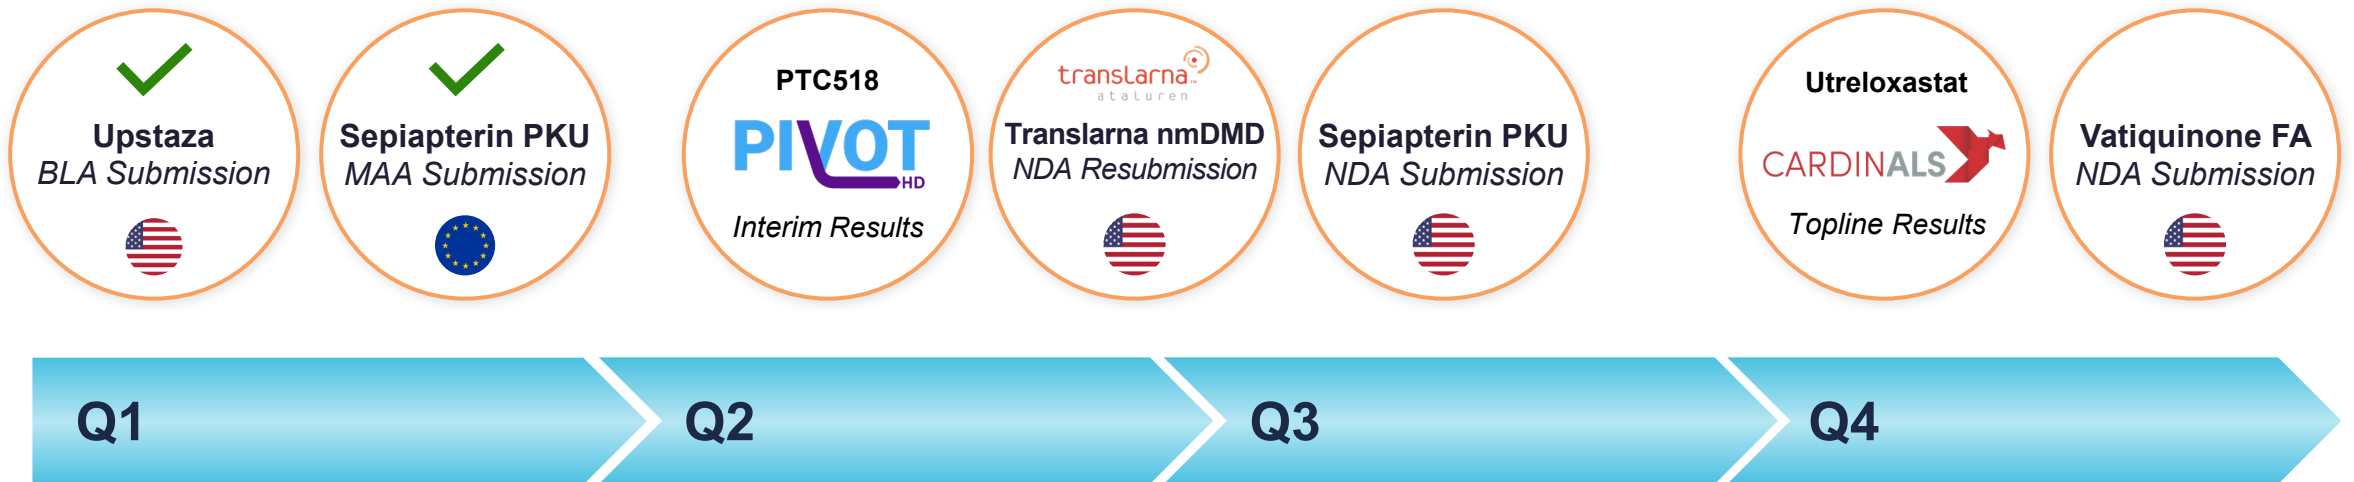 Upstaza
BLA Submission
Sepiapterin PKU
MAA Submission
PTC518
PIVOT
HD
Interim Results
translarna™
ataluren
Translarna nmDMD
NDA Resubmission
Sepiapterin PKU
NDA Submission
Utreloxastat
CARDINALS
Topline Results
Vatiquinone FA
NDA Submission
Q1
Q2
Q3
Q4